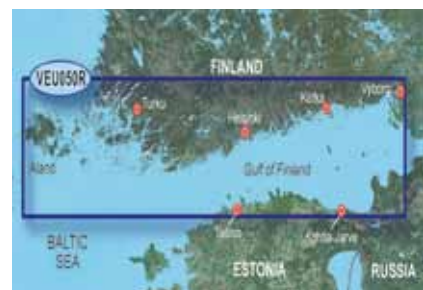 FINLAND
VEU050R
Vyborg
Kotka
Turku
Helsinki
Aland
Gulf of Finland
Tallinn
Kohtla-Jarve
BALTIC
SEA
ESTONIA
RUSSIA